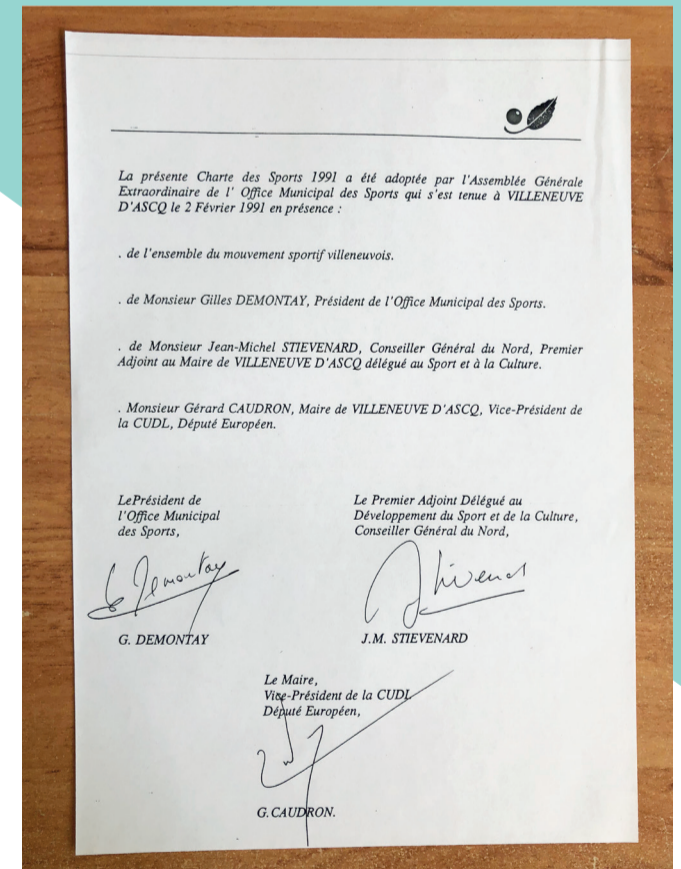 La présente Charte des Sports 1991 a été adoptée par l'Assemblée Générale
Extraordinaire de l' Office Municipal des Sports qui s'est tenue à VILLENEUVE
D'ASCQ le 2 Février 1991 en présence :
. de l'ensemble du mouvement sportif villeneuvois.
. de Monsieur Gilles DEMONTAY, Président de l'Office Municipal des Sports.
. de Monsieur Jean-Michel STIEVENARD, Conseiller Général du Nord, Premier
Adjoint au Maire de VILLENEUVE D'ASCQ délégué au Sport et à la Culture.
. Monsieur Gérard CAUDRON, Maire de VILLENEUVE D'ASCQ, Vice-Président de
la CUDL, Député Européen.
LePrésident de
l'Office Municipal
des Sports,
G Demontay
G. DEMONTAY
Le Premier Adjoint Délégué au
Développement du Sport et de la Culture,
Conseiller Général du Nord,
J.M. STIEVENARD
Le Maire,
Vice-Président de la CUDL
Député Européen,
G. CAUDRON.